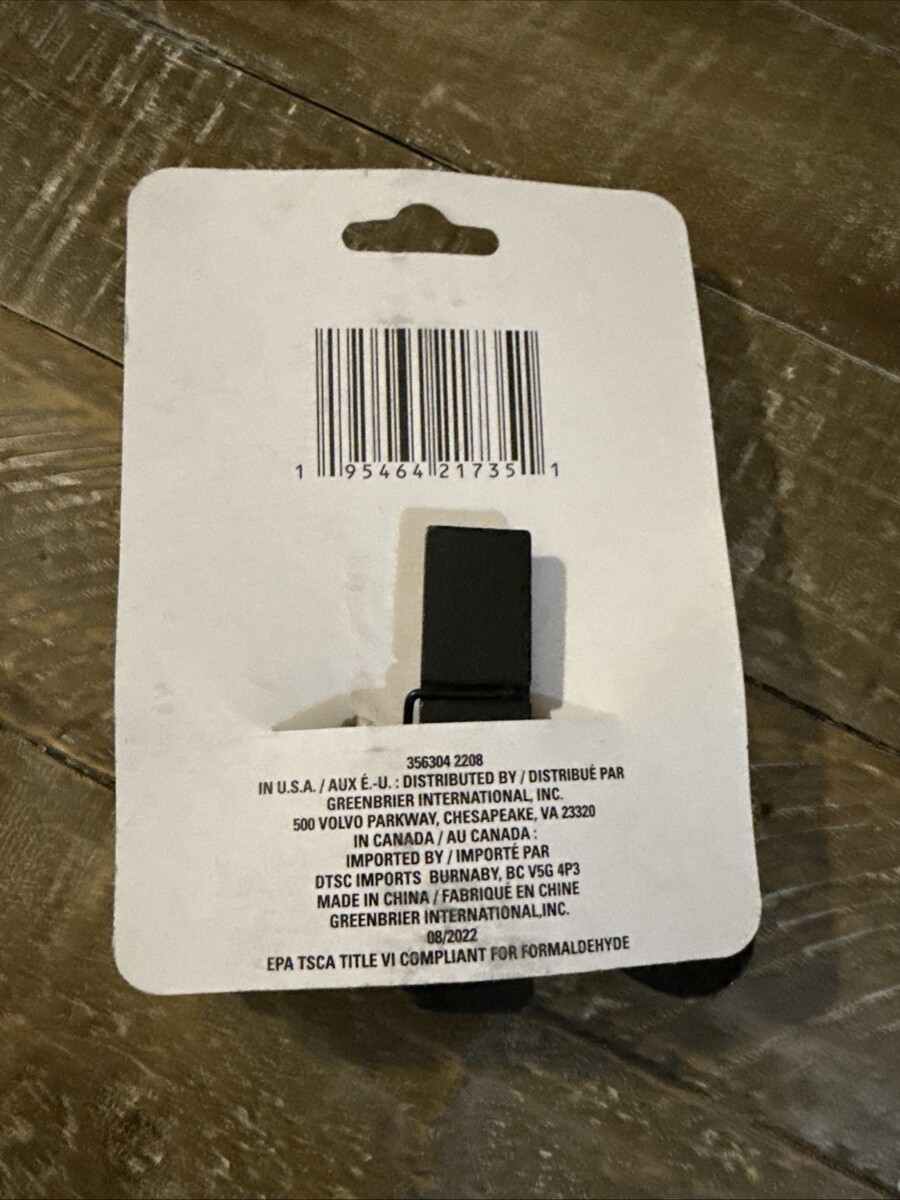 1 95464 21735 1
356304 2208
IN U.S.A. / AUX É.-U. : DISTRIBUTED BY / DISTRIBUÉ PAR
GREENBRIER INTERNATIONAL, INC.
500 VOLVO PARKWAY, CHESAPEAKE, VA 23320
IN CANADA / AU CANADA :
IMPORTED BY / IMPORTÉ PAR
DTSC IMPORTS BURNABY, BC V5G 4P3
MADE IN CHINA / FABRIQUÉ EN CHINE
GREENBRIER INTERNATIONAL,INC.
08/2022
EPA TSCA TITLE VI COMPLIANT FOR FORMALDEHYDE